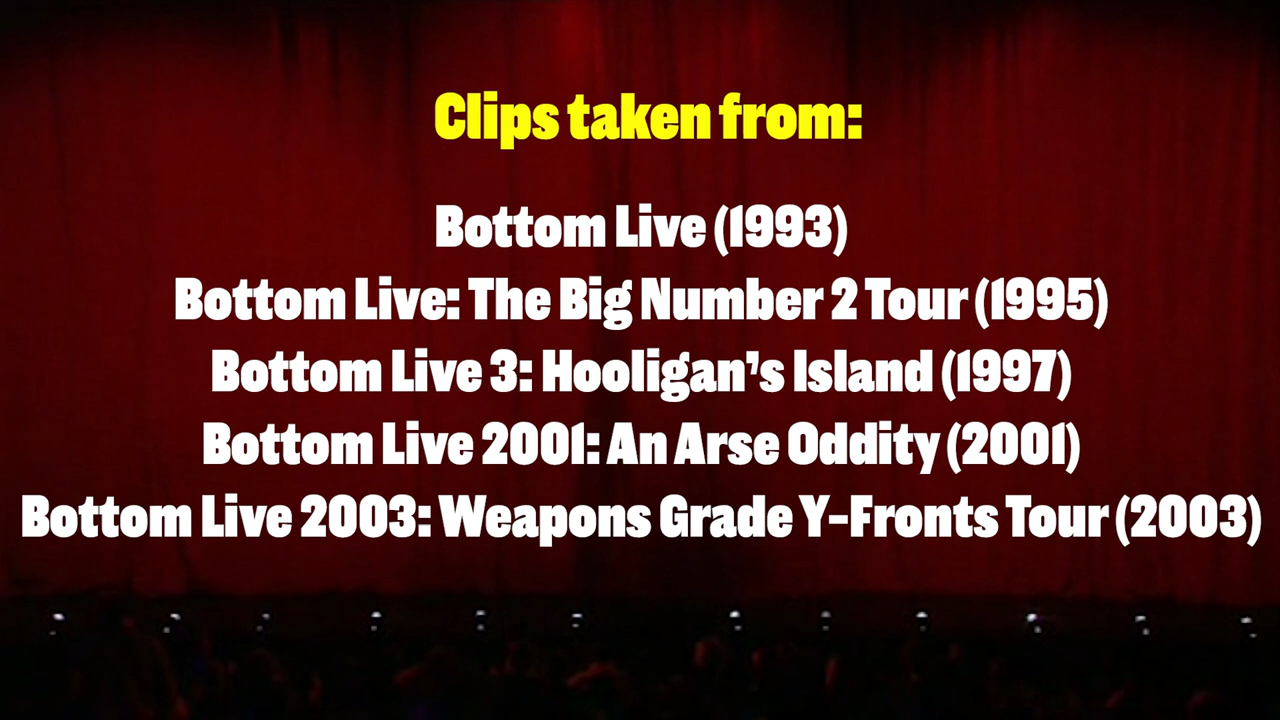 Clips taken from:
Bottom Live (1993)
Bottom Live: The Big Number 2 Tour (1995)
Bottom Live 3: Hooligan's Island (1997)
Bottom Live 2001: An Arse Oddity (2001)
Bottom Live 2003: Weapons Grade Y-Fronts Tour (2003)